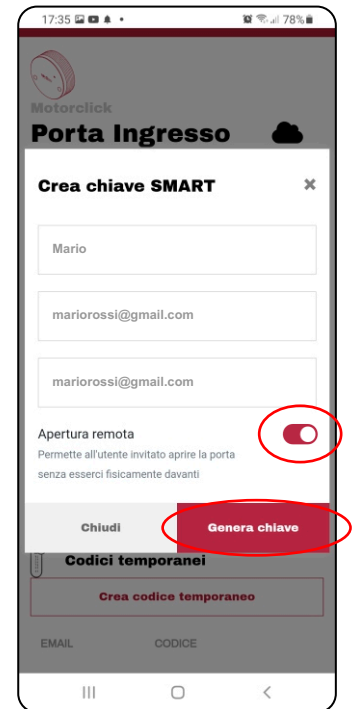 17:35
78%
Motorclick
Porta Ingresso
Crea chiave SMART
Mario
mariorossi@gmail.com
mariorossi@gmail.com
Apertura remota
Permette all'utente invitato aprire la porta
senza esserci fisicamente davanti
Chiudi
Genera chiave
Codici temporanei
Crea codice temporaneo
EMAIL CODICE